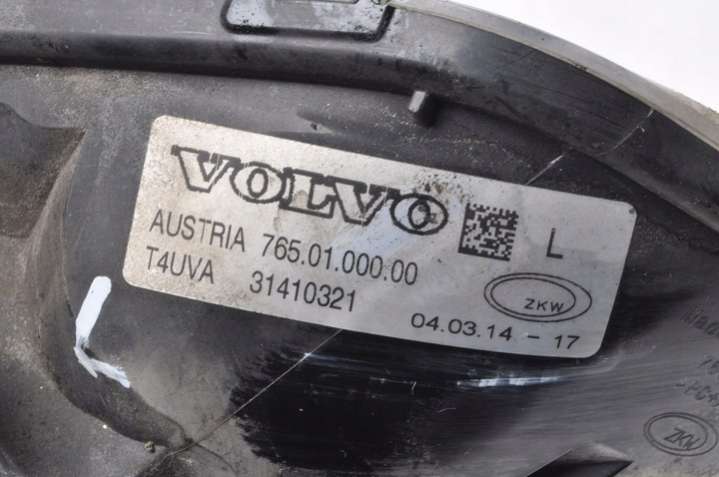 VOLVO
AUSTRIA 765.01.000.00 L
T4UVA 31410321 ZKW
04.03.14 - 17
ZKW